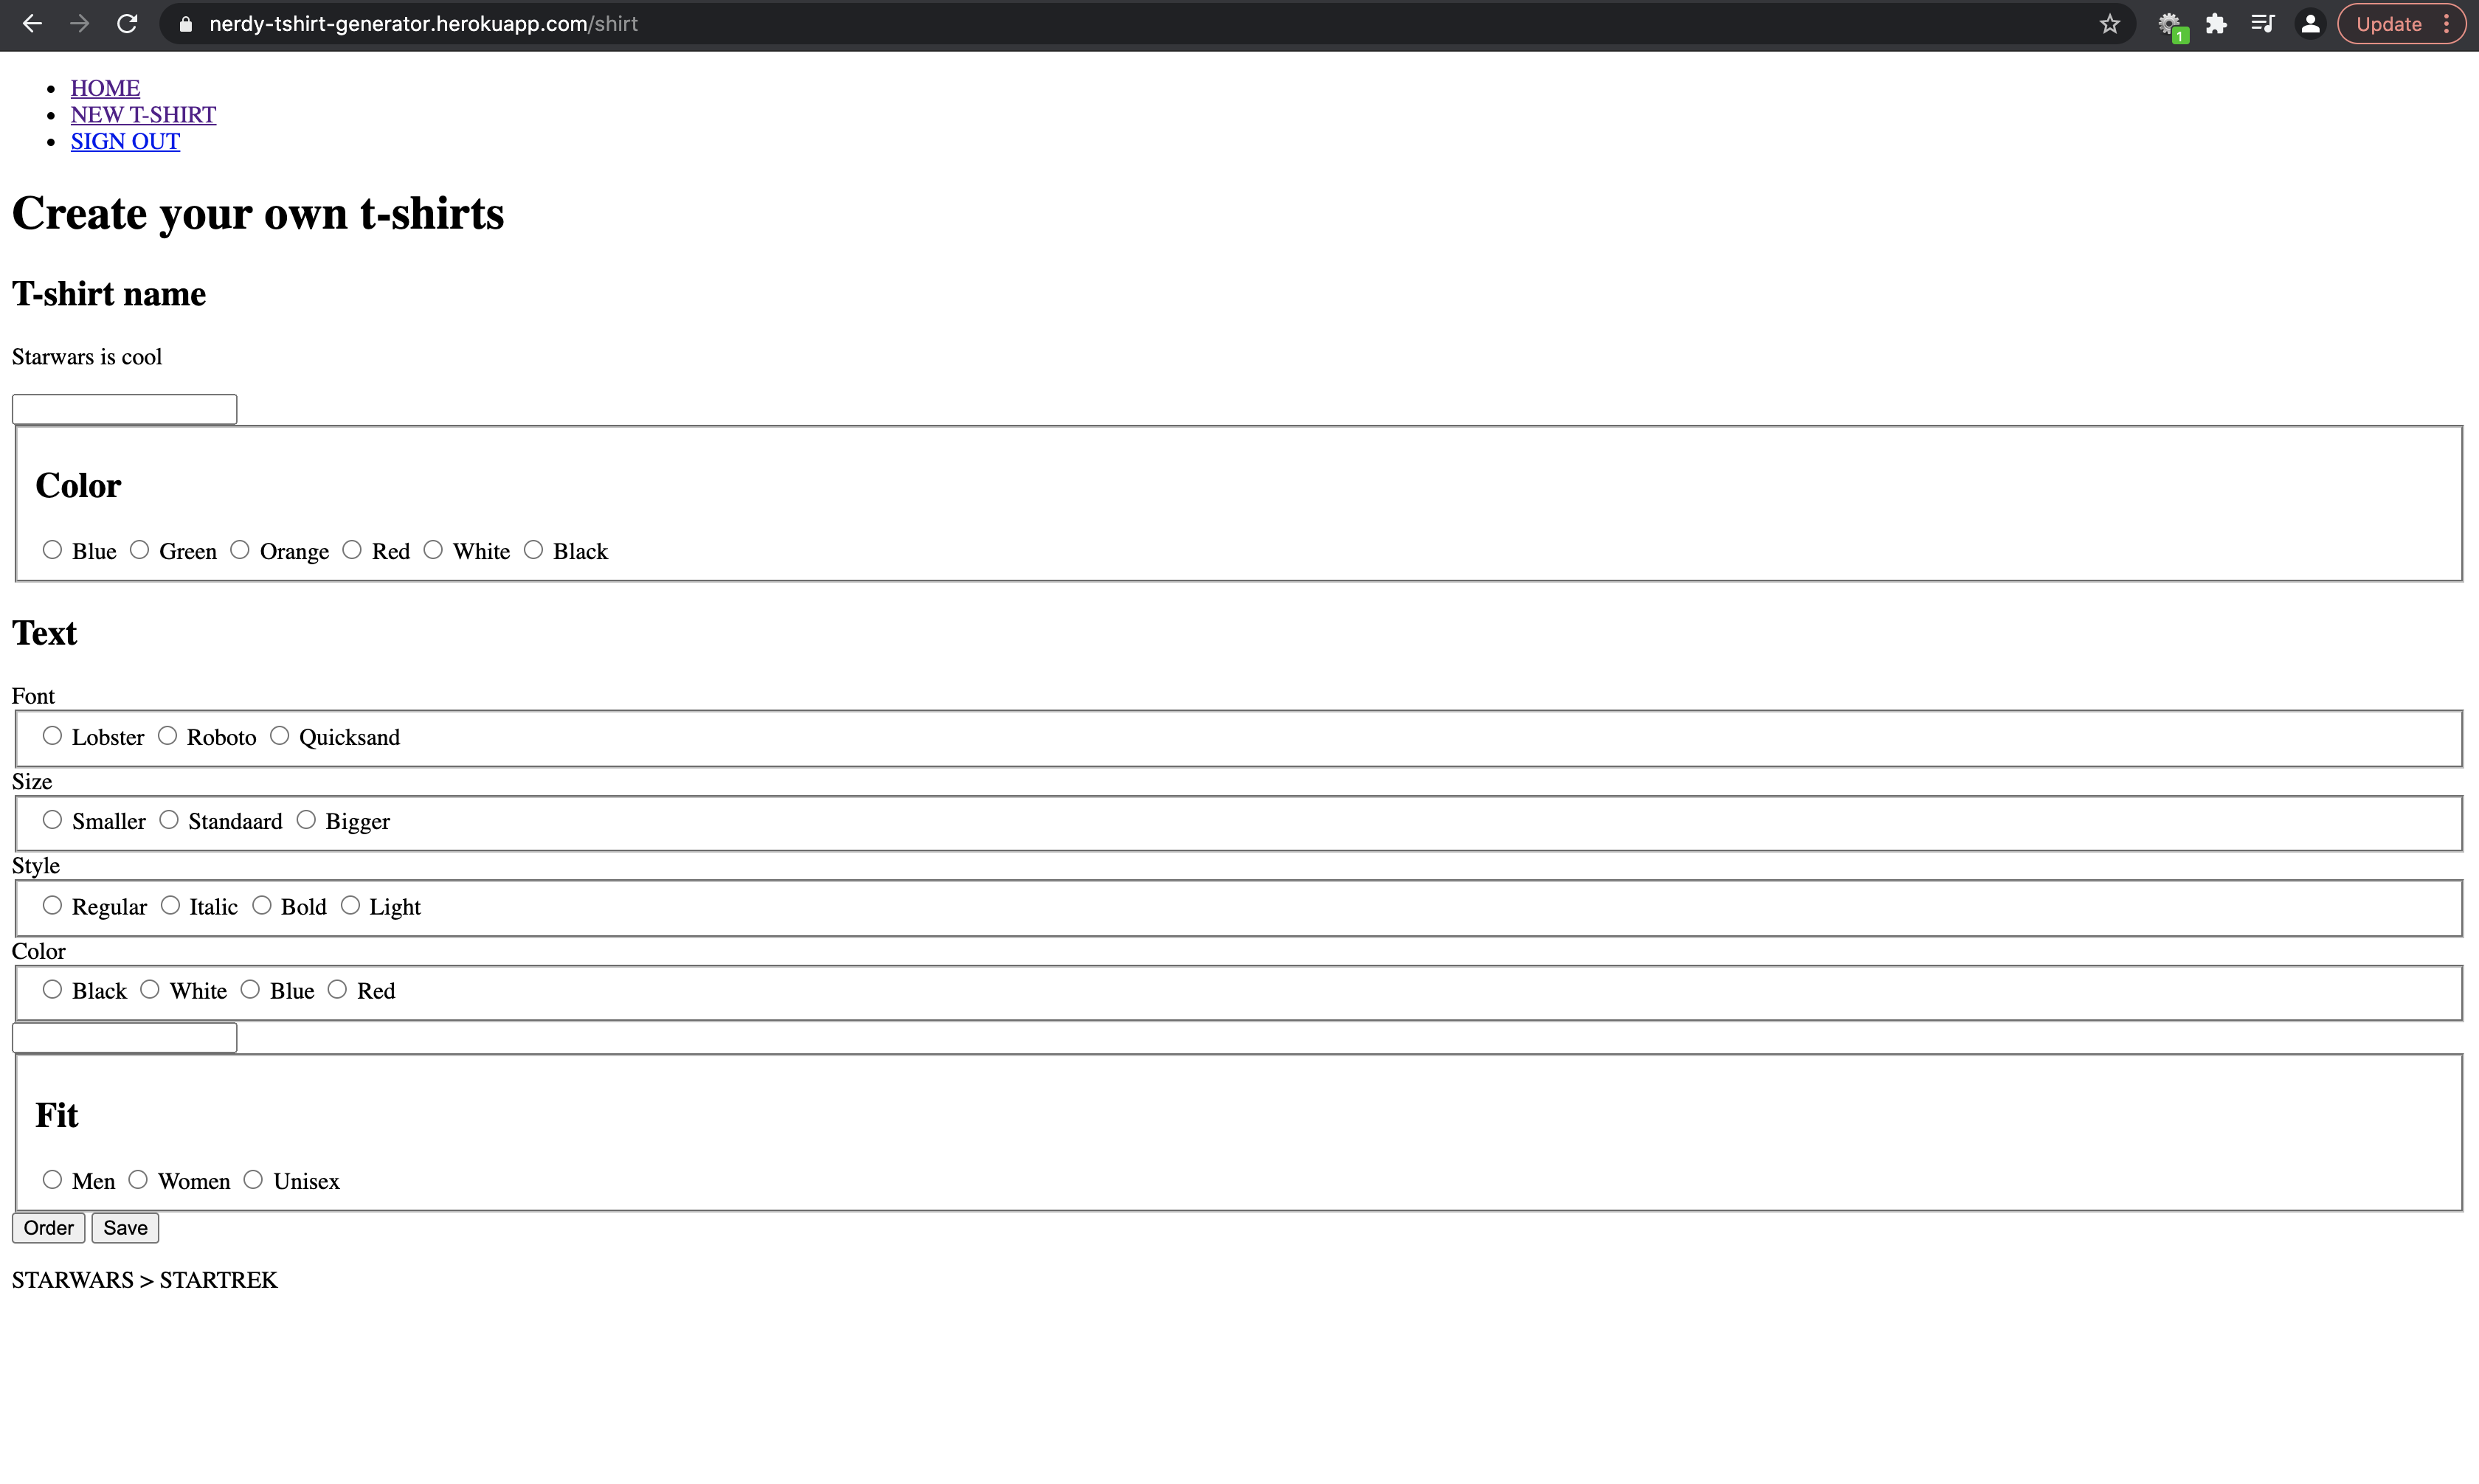 nerdy-tshirt-generator.herokuapp.com/shirt
1
Update
HOME
NEW T-SHIRT
SIGN OUT
Create your own t-shirts
T-shirt name
Starwars is cool
Color
Blue Green Orange Red White Black
Text
Font
Lobster Roboto Quicksand
Size
Smaller Standaard Bigger
Style
Regular Italic Bold Light
Color
Black White Blue Red
Fit
Men Women Unisex
Order Save
STARWARS > STARTREK